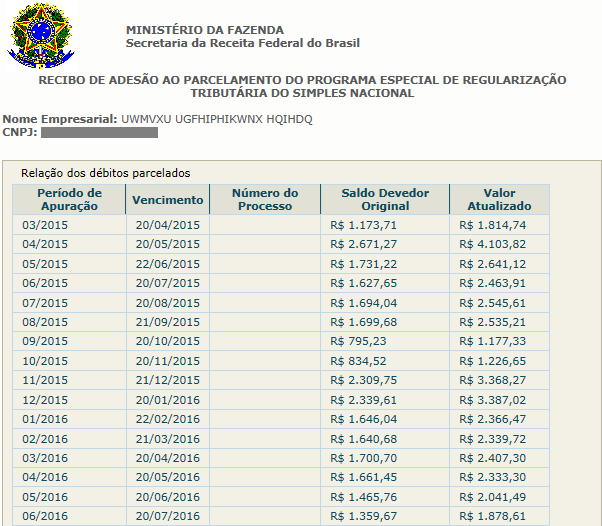 MINISTÉRIO DA FAZENDA
Secretaria da Receita Federal do Brasil
RECIBO DE ADESÃO AO PARCELAMENTO DO PROGRAMA ESPECIAL DE REGULARIZAÇÃO
TRIBUTÁRIA DO SIMPLES NACIONAL
Nome Empresarial: UWMVXU UGFHIPHIKWNX HQIHDQ
CNPJ:
Relação dos débitos parcelados
Período de Apuração Vencimento Número do Processo Saldo Devedor Original Valor Atualizado
03/2015 20/04/2015 R$ 1.173,71 R$ 1.814,74
04/2015 20/05/2015 R$ 2.671,27 R$ 4.103,82
05/2015 22/06/2015 R$ 1.731,22 R$ 2.641,12
06/2015 20/07/2015 R$ 1.627,65 R$ 2.463,91
07/2015 20/08/2015 R$ 1.694,04 R$ 2.545,61
08/2015 21/09/2015 R$ 1.699,68 R$ 2.535,21
09/2015 20/10/2015 R$ 795,23 R$ 1.177,33
10/2015 20/11/2015 R$ 834,52 R$ 1.226,65
11/2015 21/12/2015 R$ 2.309,75 R$ 3.368,27
12/2015 20/01/2016 R$ 2.339,61 R$ 3.387,02
01/2016 22/02/2016 R$ 1.646,04 R$ 2.366,47
02/2016 21/03/2016 R$ 1.640,68 R$ 2.339,72
03/2016 20/04/2016 R$ 1.700,70 R$ 2.407,30
04/2016 20/05/2016 R$ 1.661,45 R$ 2.333,30
05/2016 20/06/2016 R$ 1.465,76 R$ 2.041,49
06/2016 20/07/2016 R$ 1.359,67 R$ 1.878,61